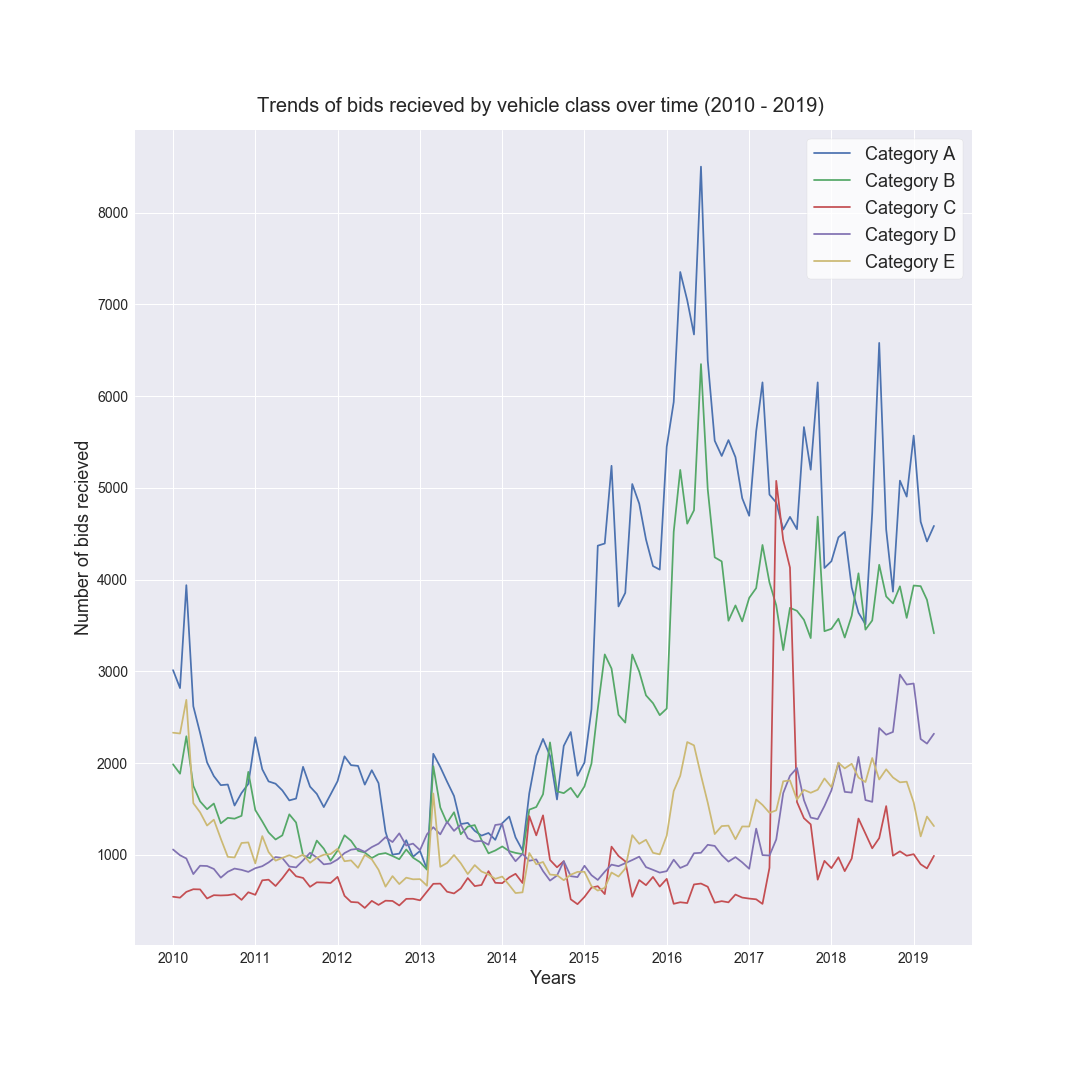 Trends of bids recieved by vehicle class over time (2010 - 2019)
Category A
Category B
Category C
Category D
Category E
8000
7000
6000
5000
4000
3000
2000
1000
Number of bids recieved
2010 2011 2012 2013 2014 2015 2016 2017 2018 2019
Years